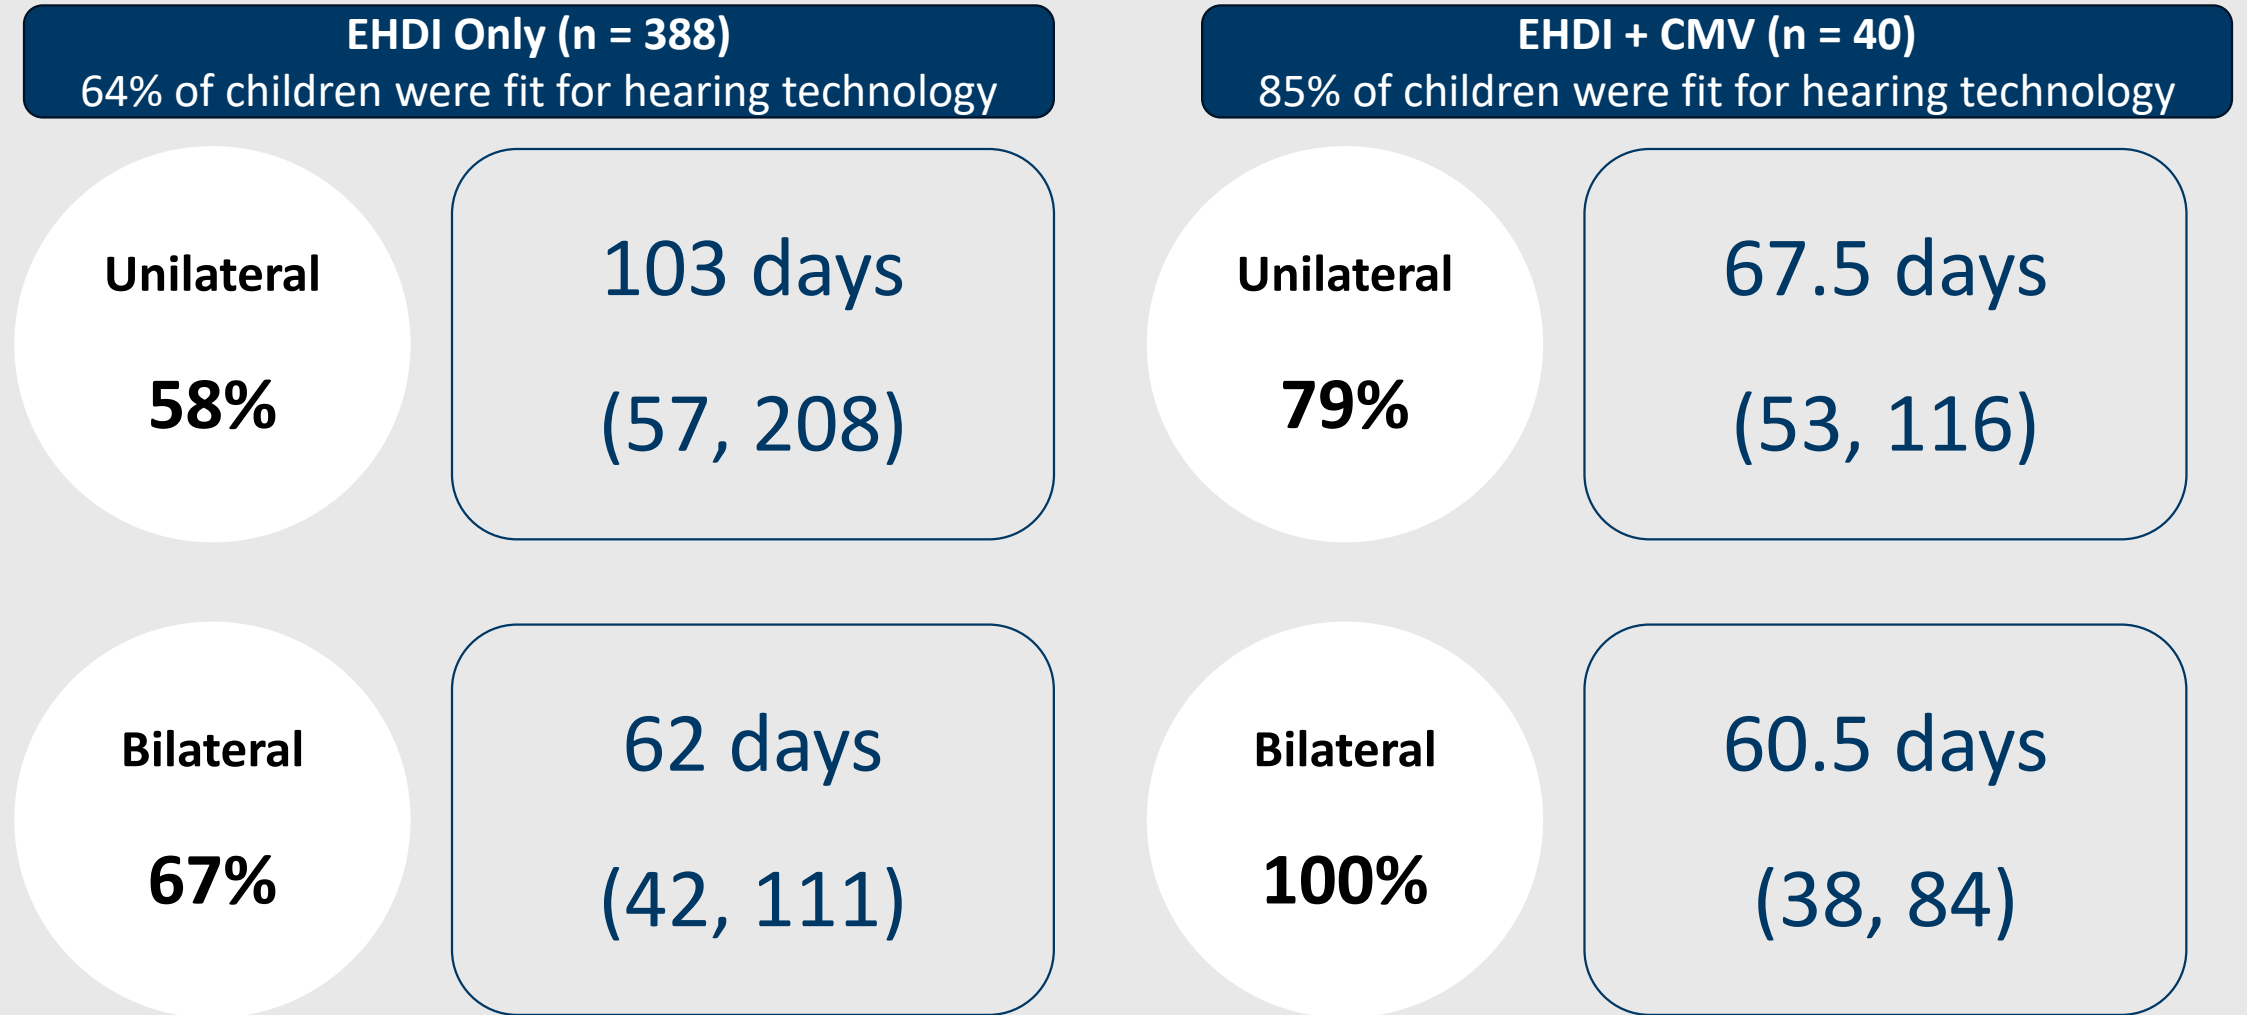 EHDI Only (n = 388)
64% of children were fit for hearing technology
Unilateral
58%
103 days
(57, 208)
Bilateral
67%
62 days
(42, 111)
EHDI + CMV (n = 40)
85% of children were fit for hearing technology
Unilateral
79%
67.5 days
(53, 116)
Bilateral
100%
60.5 days
(38, 84)